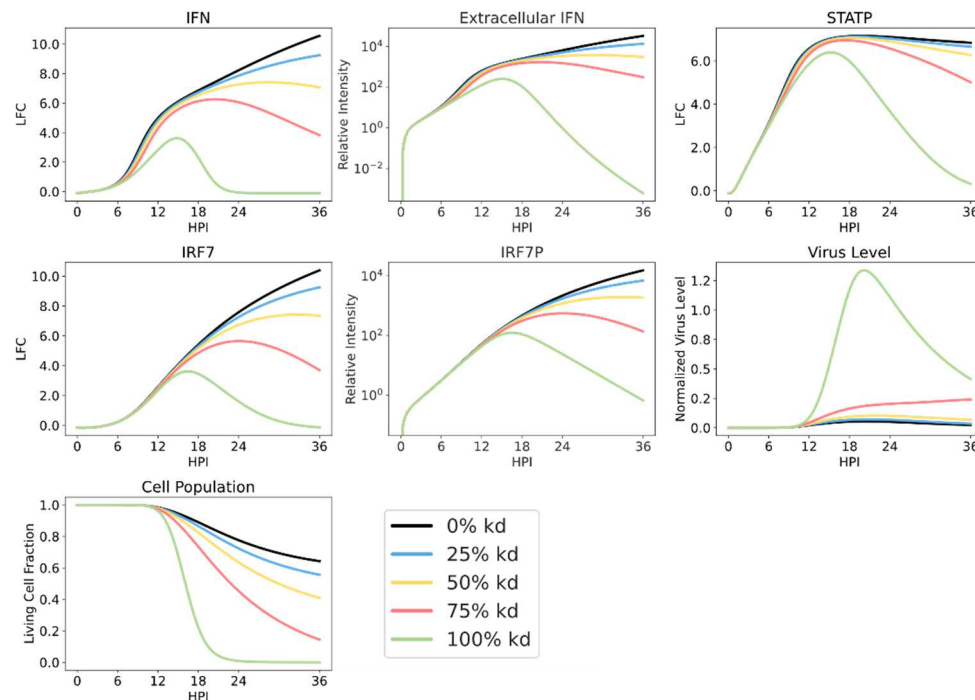 IFN
LFC
10.0
8.0
6.0
4.0
2.0
0.0
0 6 12 18 24 30 36
HPI
Extracellular IFN
Relative Intensity
10^4
10^2
10^0
10^−2
0 6 12 24 36
HPI
STATP
LFC
6.0
4.0
2.0
0.0
0 6 12 18 24 36
HPI
IRF7
LFC
10.0
8.0
6.0
4.0
2.0
0.0
0 6 12 18 24 36
HPI
IRF7P
Relative Intensity
10^4
10^2
10^0
0 6 12 18 24 36
HPI
Virus Level
Normalized Virus Level
1.2
1.0
0.8
0.5
0.2
0.0
0 6 12 18 24 36
HPI
Cell Population
Living Cell Fraction
1.0
0.8
0.6
0.4
0.2
0.0
0 6 12 18 24 36
HPI
0% kd
25% kd
50% kd
75% kd
100% kd